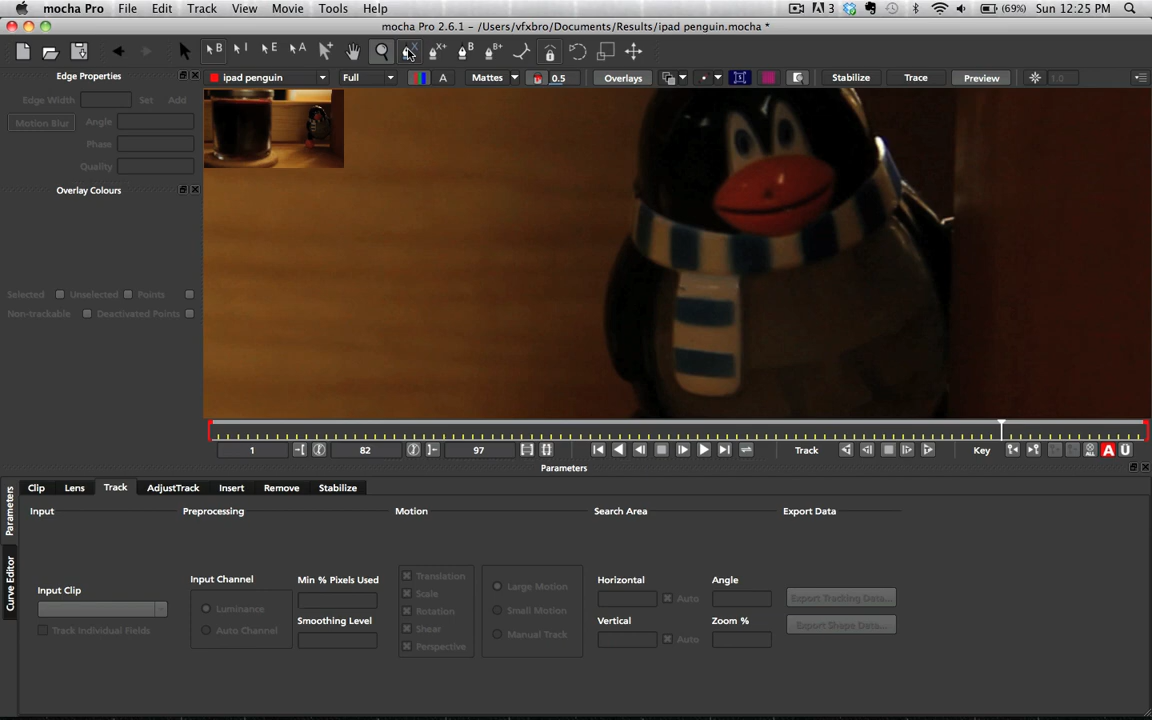 mocha Pro File Edit Track View Movie Tools Help 3 (69%) Sun 12:25 PM
mocha Pro 2.6.1 – /Users/vfxbro/Documents/Results/ipad penguin.mocha *
B I E A X X+ B B+
Edge Properties ipad penguin Full A Mattes 0.5 Overlays Stabilize Trace Preview 1.0
Edge Width Set Add
Motion Blur Angle
Phase
Quality
Overlay Colours
Selected Unselected Points
Non-trackable Deactivated Points
1 82 97 Track Key ALL A Ü
Parameters
Parameters
Curve Editor
Clip Lens Track AdjustTrack Insert Remove Stabilize
Input Preprocessing Motion Search Area Export Data
Input Clip
Track Individual Fields
Input Channel
Luminance
Auto Channel
Min % Pixels Used
Smoothing Level
Translation
Scale
Rotation
Shear
Perspective
Large Motion
Small Motion
Manual Track
Horizontal Auto
Vertical Auto
Angle
Zoom %
Export Tracking Data...
Export Shape Data...